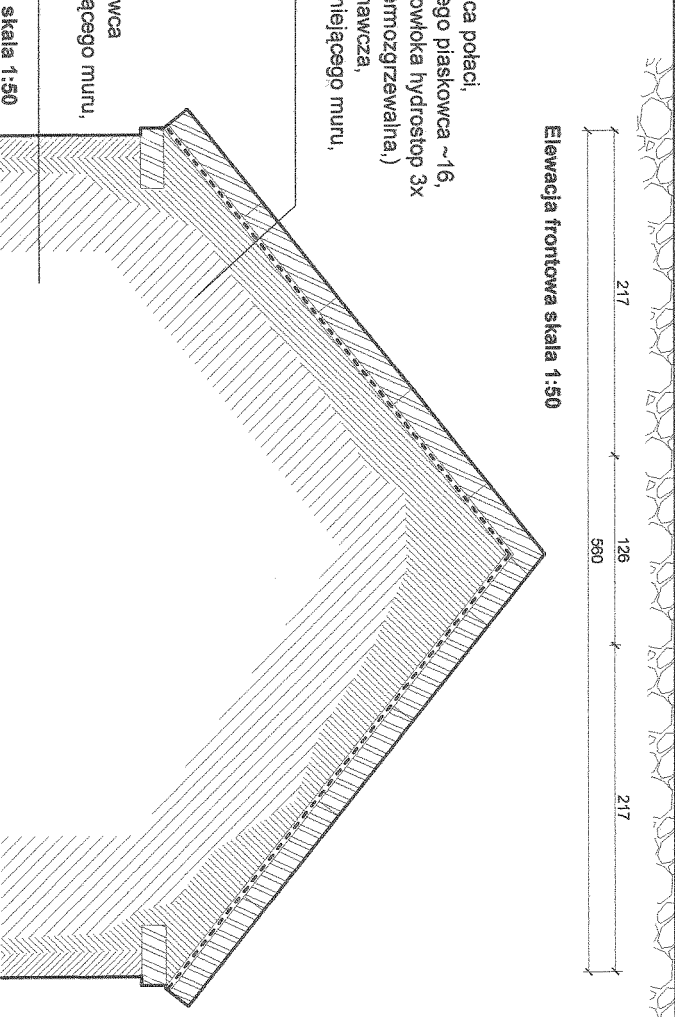 217
126
217
560
Elewacja frontowa skala 1:50
ca połaci,
ego piaskowca ~16,
owłoka hydrostop 3x
ermozgrzewalna,)
nawcza,
niejącego muru,
wca
ącego muru,
skala 1:50